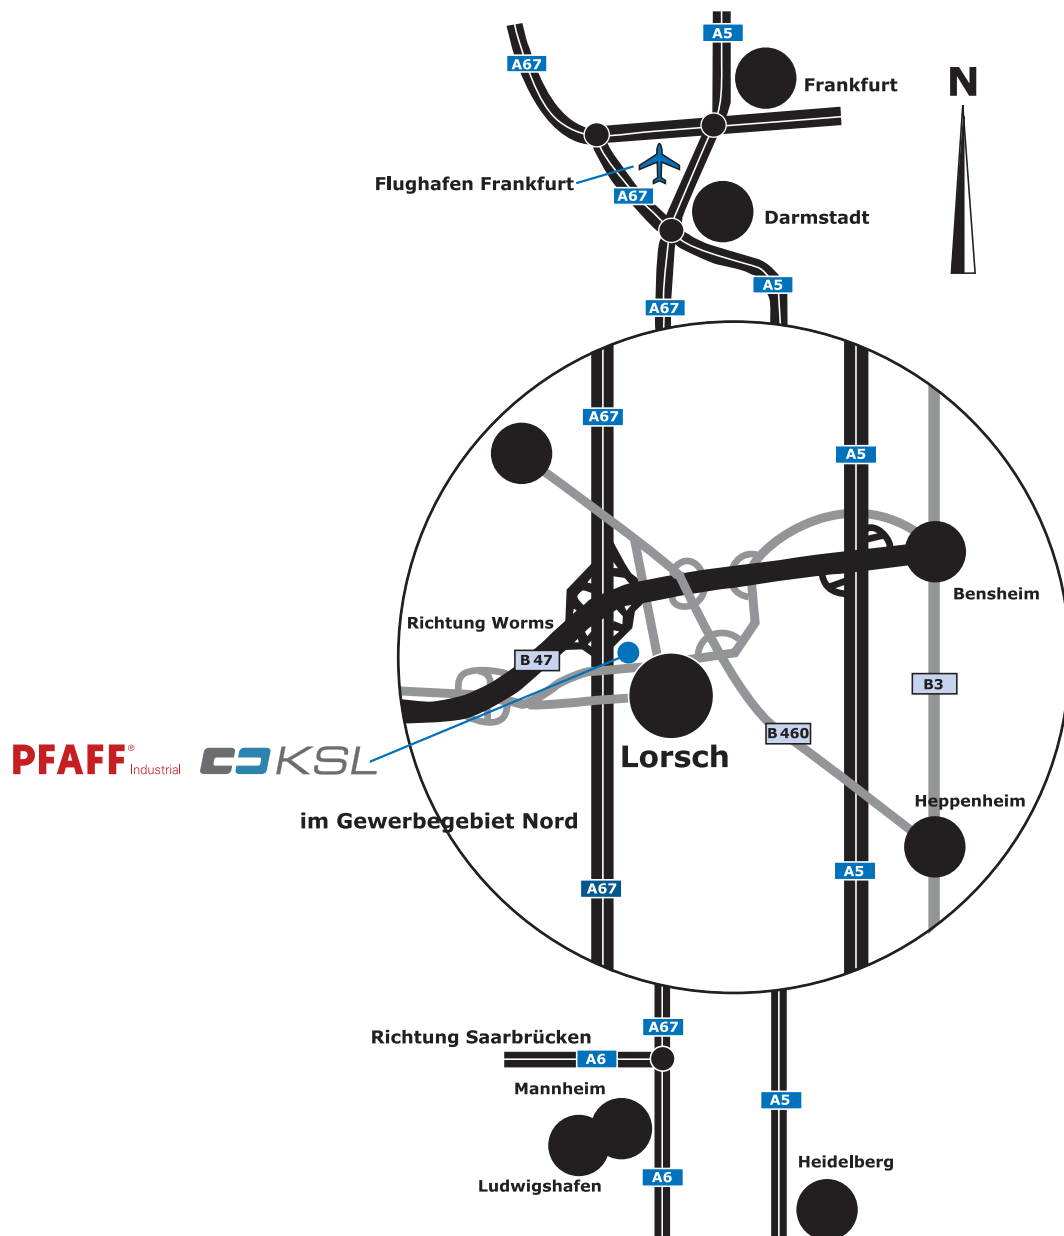 A5
A67
N
Frankfurt
Flughafen Frankfurt
A67
Darmstadt
A5
A67
A67
A5
Bensheim
Richtung Worms
B 47
B3
B 460
Lorsch
PFAFF® Industrial
KSL
Heppenheim
im Gewerbegebiet Nord
A5
A67
A67
Richtung Saarbrücken
A6
Mannheim
A5
Heidelberg
A6
Ludwigshafen